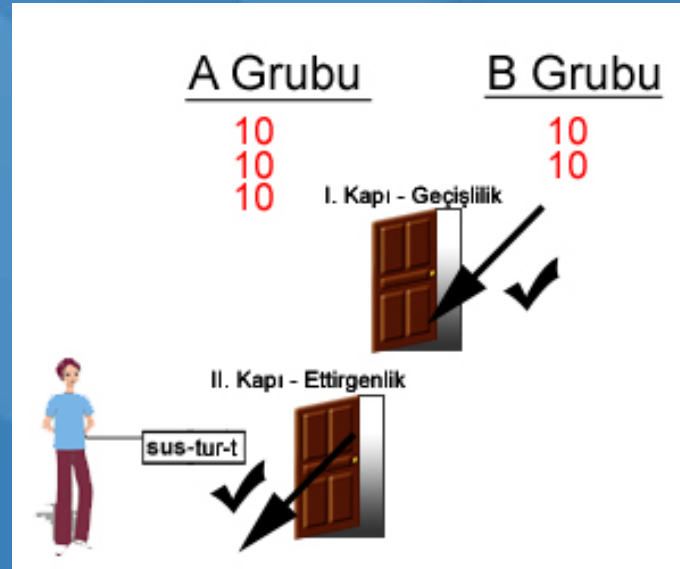 A Grubu
B Grubu
10
10
10
10
10
I. Kapı - Geçişlilik
II. Kapı - Ettirgenlik
sus-tur-t